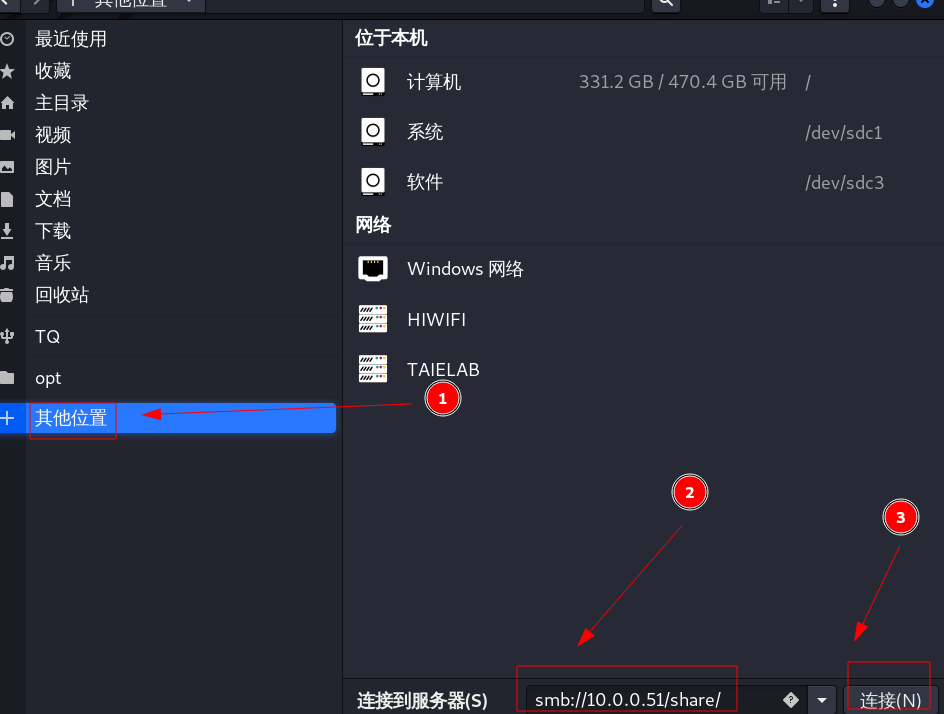 其他位置
最近使用
收藏
主目录
视频
图片
文档
下载
音乐
回收站
TQ
opt
其他位置
位于本机
计算机 331.2 GB / 470.4 GB 可用 /
系统 /dev/sdc1
软件 /dev/sdc3
网络
Windows 网络
HIWIFI
TAIELAB
1
2
3
连接到服务器(S) smb://10.0.0.51/share/ 连接(N)